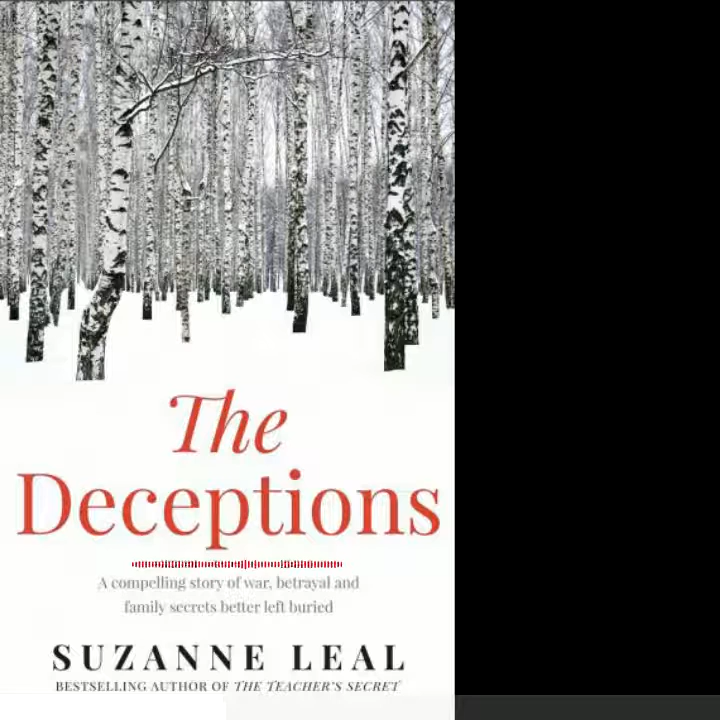 The
Deceptions
A compelling story of war, betrayal and
family secrets better left buried
SUZANNE LEAL
BESTSELLING AUTHOR OF THE TEACHER'S SECRET